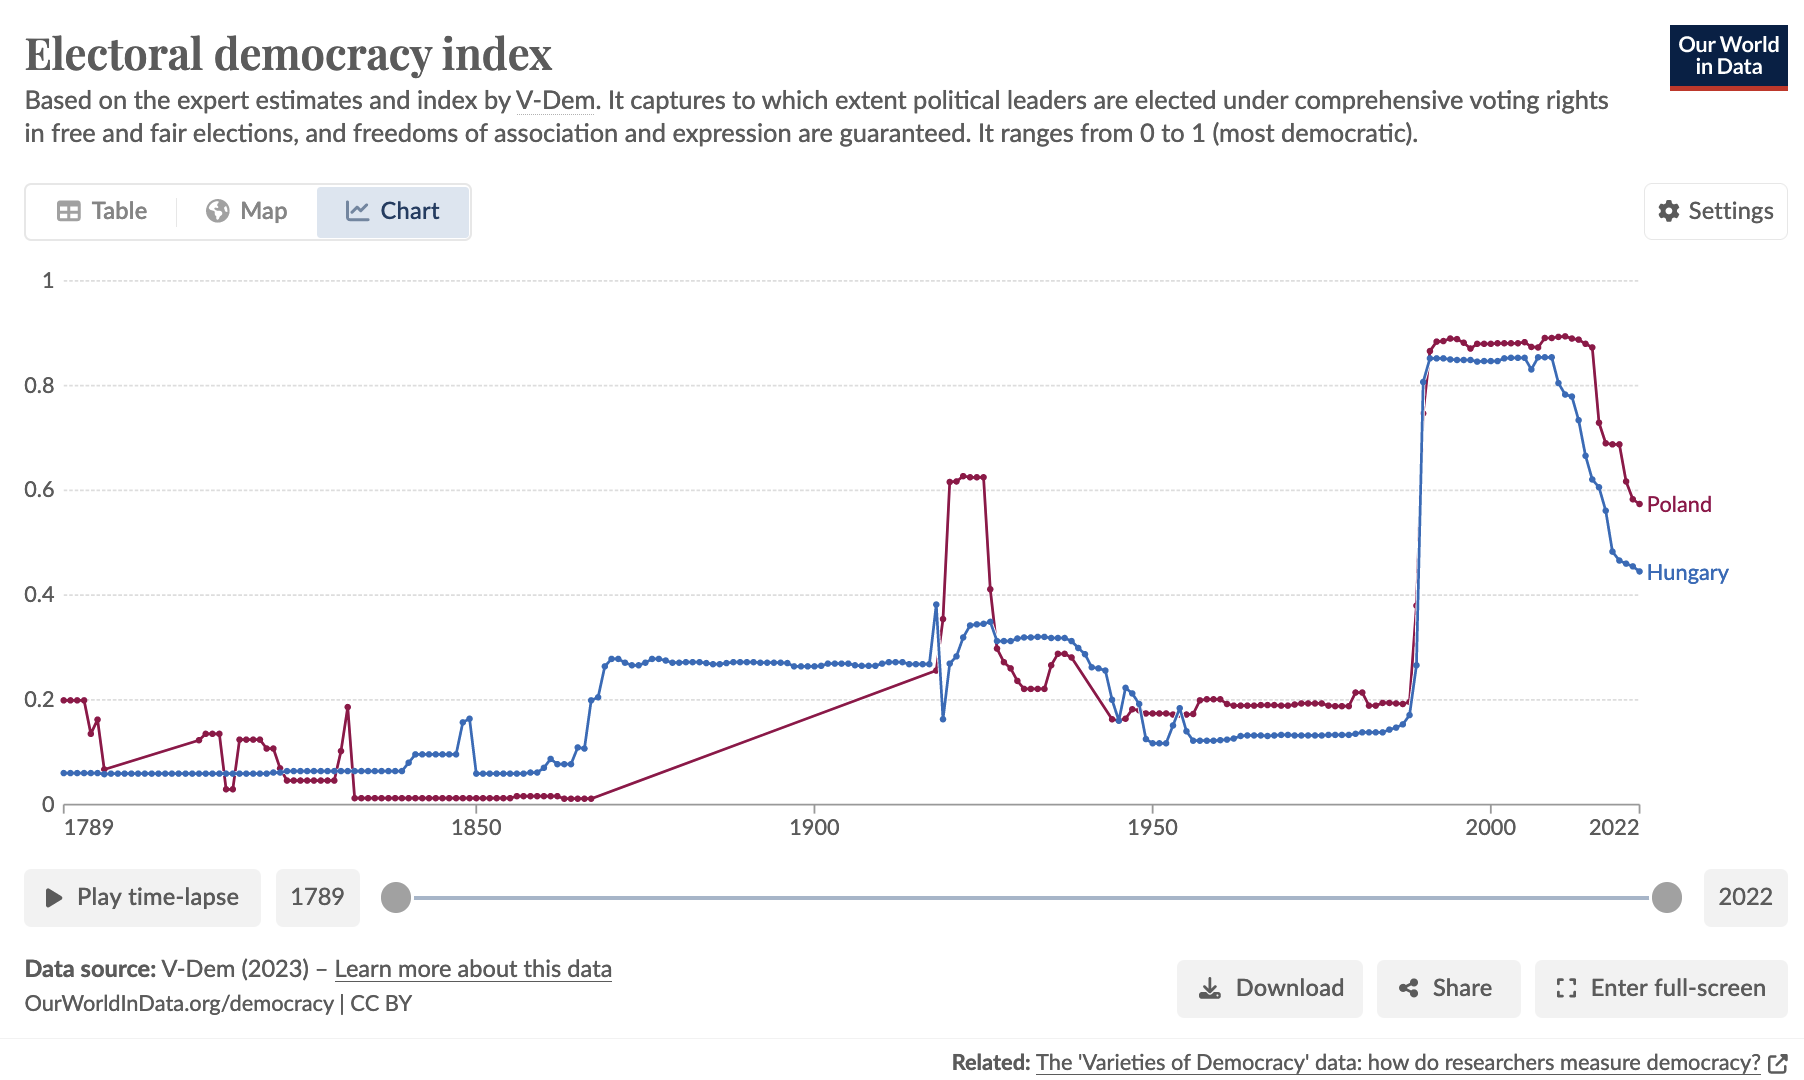 Electoral democracy index
Our World
in Data
Based on the expert estimates and index by V-Dem. It captures to which extent political leaders are elected under comprehensive voting rights
in free and fair elections, and freedoms of association and expression are guaranteed. It ranges from 0 to 1 (most democratic).
Table
Map
Chart
Settings
1
0.8
0.6
0.4
0.2
0
Poland
Hungary
1789
1850
1900
1950
2000
2022
Play time-lapse
1789
2022
Data source: V-Dem (2023) – Learn more about this data
OurWorldInData.org/democracy | CC BY
Download
Share
Enter full-screen
Related: The 'Varieties of Democracy' data: how do researchers measure democracy?